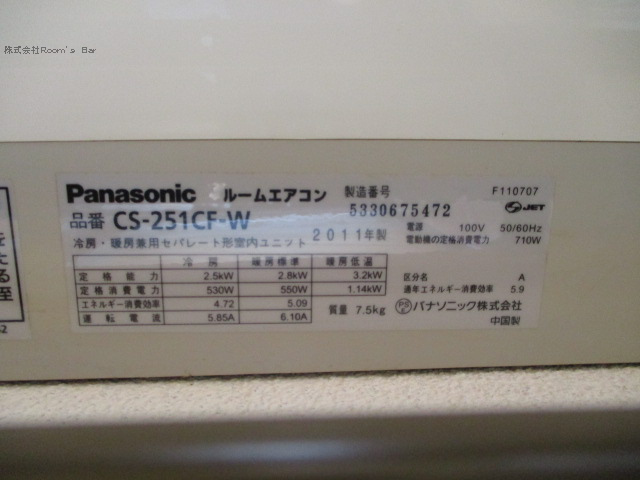 株式会社Room's Bar
Panasonic ルームエアコン 製造番号 F110707
品番 CS-251CF-W 5330675472 JET
冷房・暖房兼用セパレート形室内ユニット 2011年製
電源 100V 50/60Hz
電動機の定格消費電力 710W
冷房 暖房標準 暖房低温
定格能力 2.5kW 2.8kW 3.2kW
定格消費電力 530W 550W 1.14kW
エネルギー消費効率 4.72 5.09
運転電流 5.85A 6.10A
質量 7.5kg
区分名 A
通年エネルギー消費効率 5.9
PSE パナソニック株式会社
中国製
を
たる
至
52